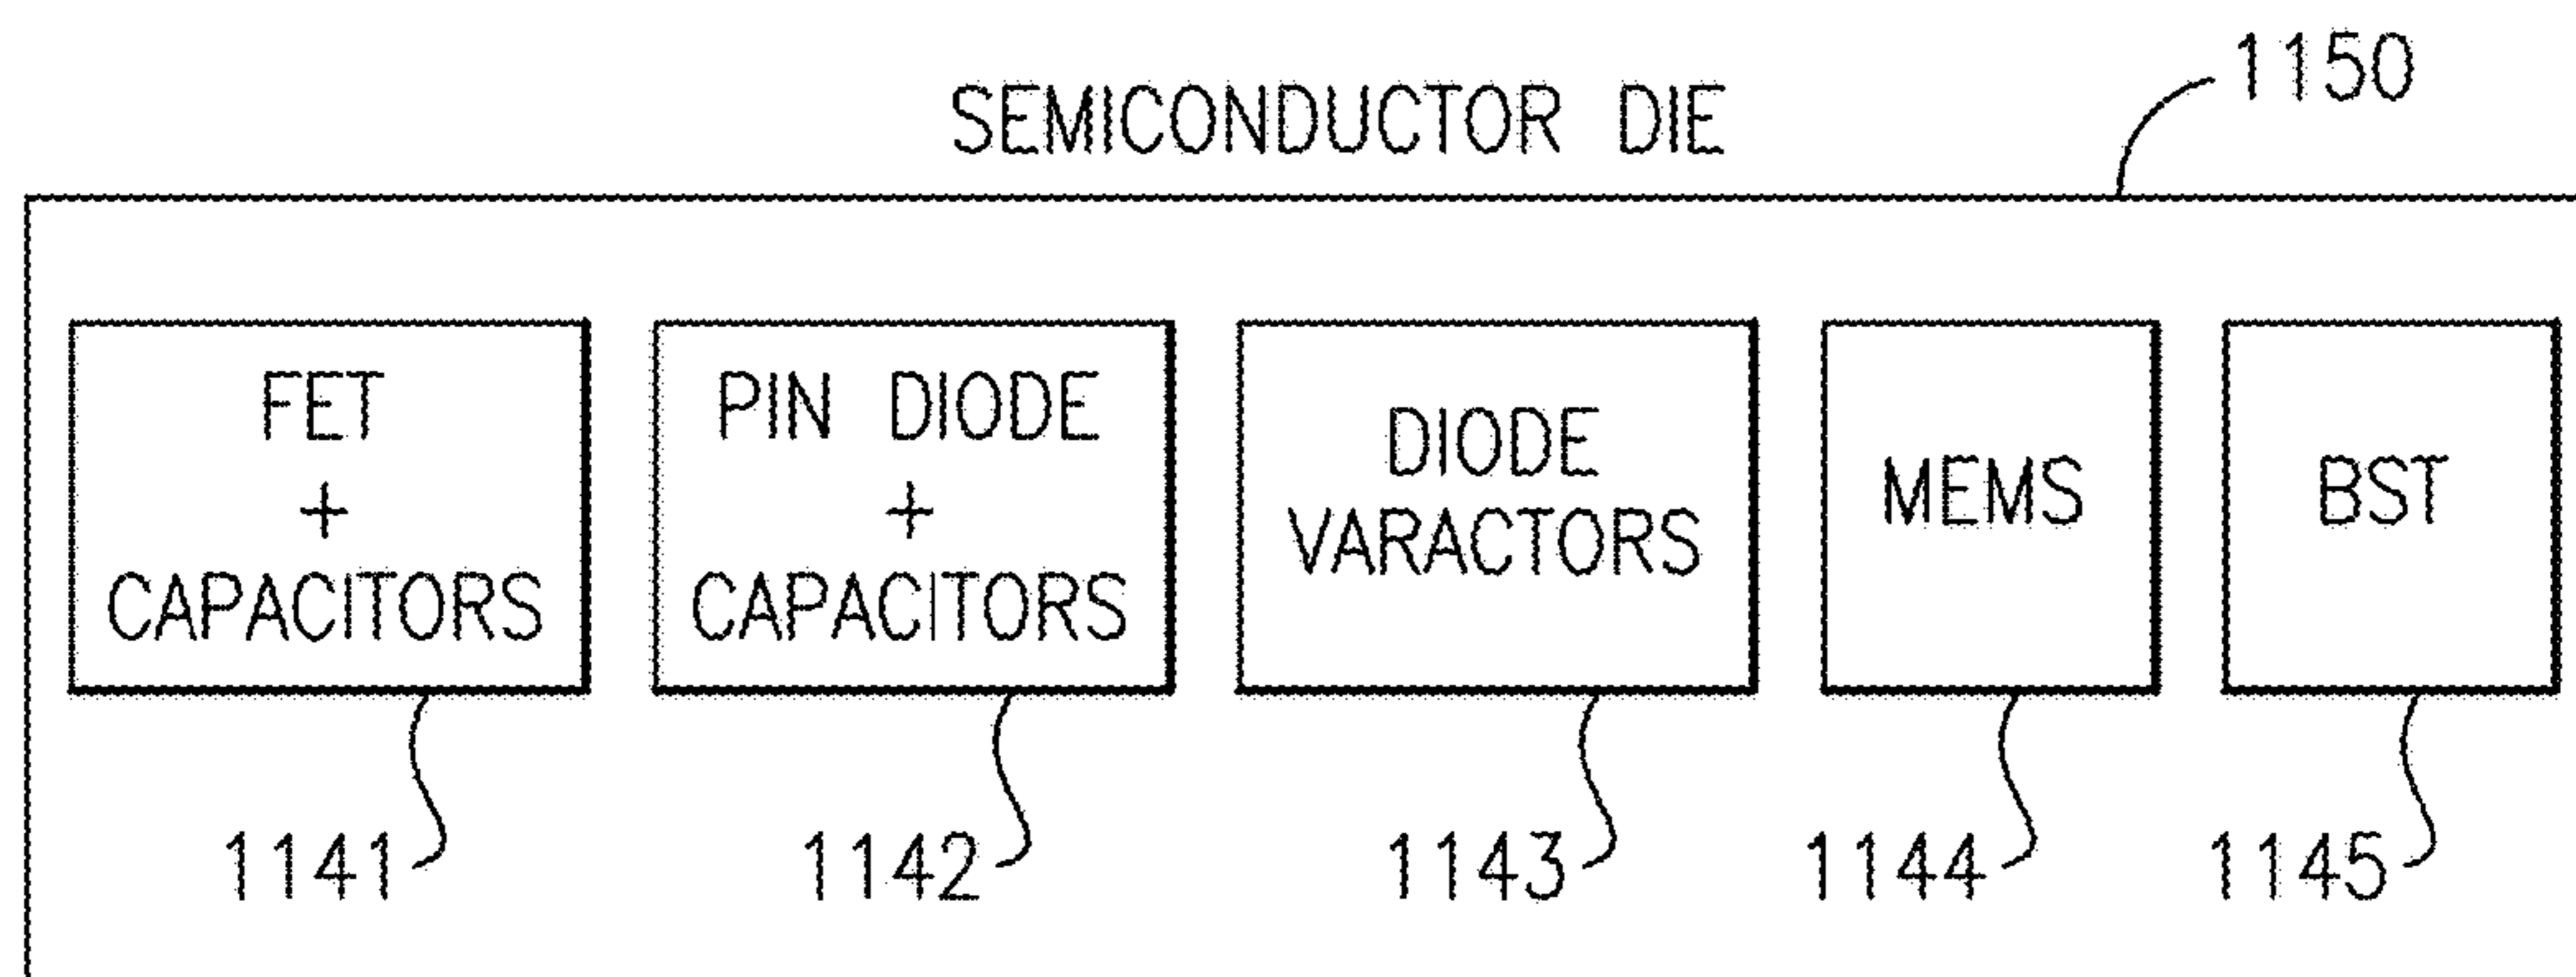 1150
SEMICONDUCTOR DIE
FET
+
CAPACITORS
PIN DIODE
+
CAPACITORS
DIODE
VARACTORS
MEMS
BST
1141
1142
1143
1144
1145